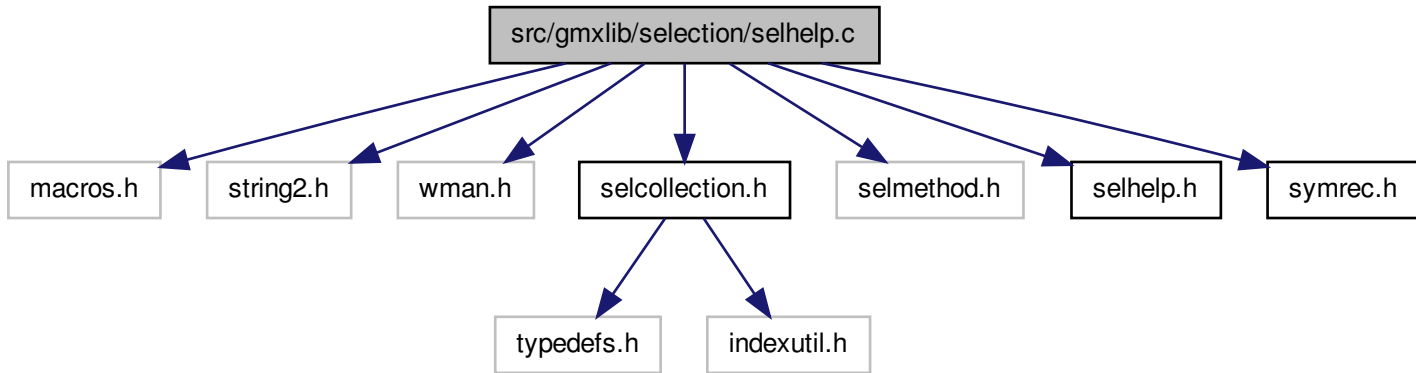 src/gmxlib/selection/selhelp.c
macros.h
string2.h
wman.h
selcollection.h
selmethod.h
selhelp.h
symrec.h
typedefs.h
indexutil.h